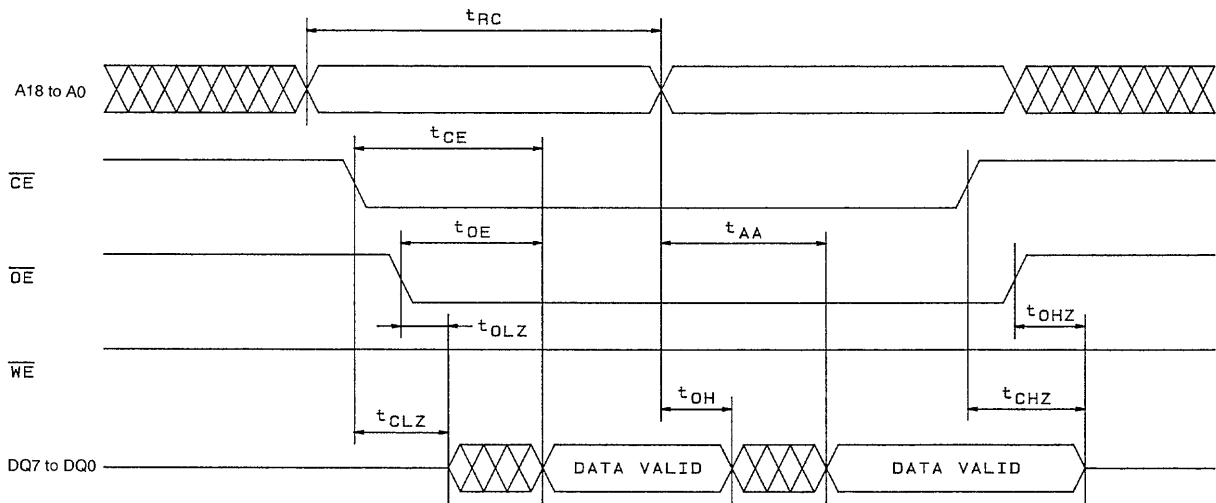 tRC
A18 to A0
tCE
CE
tOE
tAA
OE
tOLZ
tOHZ
WE
tCLZ
tOH
tCHZ
DQ7 to DQ0
DATA VALID
DATA VALID